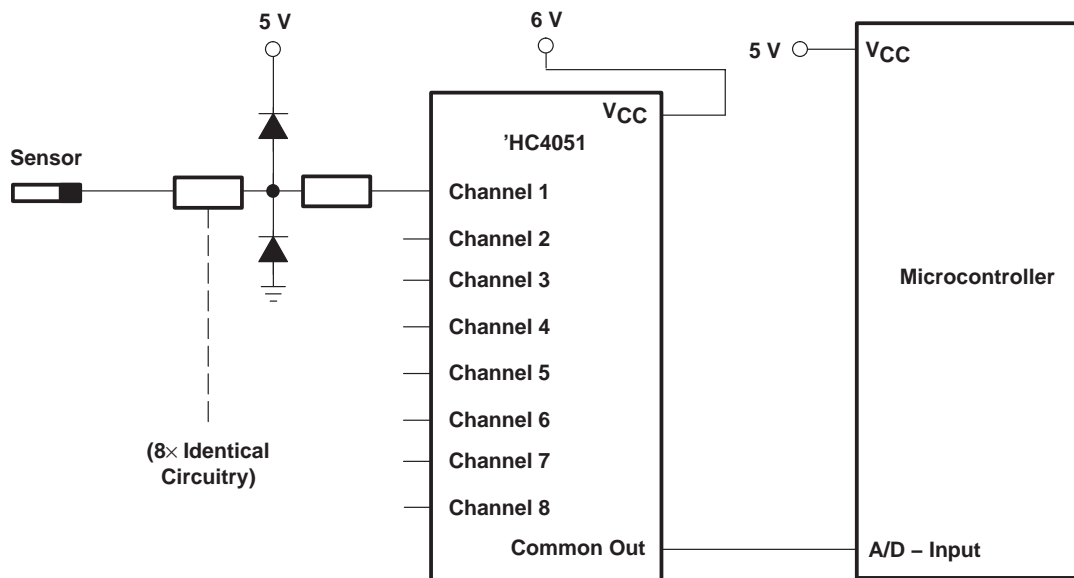 5 V
6 V
5 V
VCC
VCC
'HC4051
Sensor
Channel 1
Channel 2
Channel 3
Microcontroller
Channel 4
Channel 5
Channel 6
(8× Identical
Circuitry)
Channel 7
Channel 8
Common Out
A/D – Input